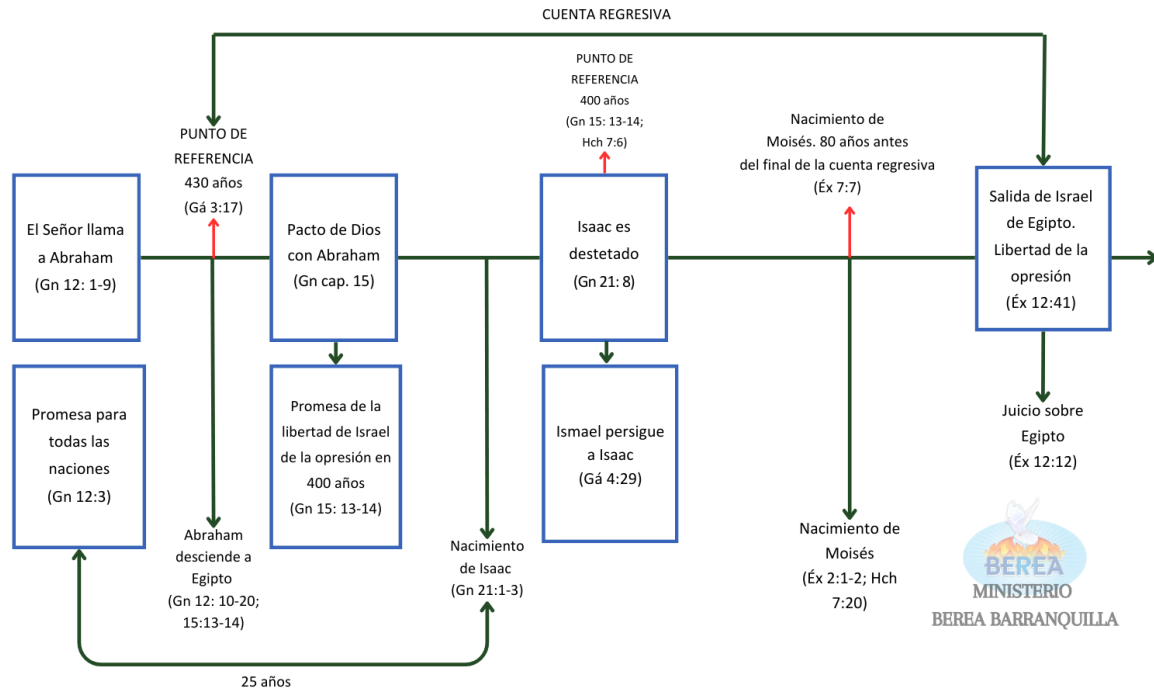 CUENTA REGRESIVA
PUNTO DE
REFERENCIA
430 años
(Gá 3:17)
PUNTO DE
REFERENCIA
400 años
(Gn 15: 13-14;
Hch 7:6)
Nacimiento de
Moisés. 80 años antes
del final de la cuenta regresiva
(Éx 7:7)
El Señor llama
a Abraham
(Gn 12: 1-9)
Pacto de Dios
con Abraham
(Gn cap. 15)
Isaac es
destetado
(Gn 21: 8)
Salida de Israel
de Egipto.
Libertad de la
opresión
(Éx 12:41)
Promesa para
todas las
naciones
(Gn 12:3)
Promesa de la
libertad de Israel
de la opresión en
400 años
(Gn 15: 13-14)
Ismael persigue
a Isaac
(Gá 4:29)
Juicio sobre
Egipto
(Éx 12:12)
Abraham
desciende a
Egipto
(Gn 12: 10-20;
15:13-14)
Nacimiento
de Isaac
(Gn 21:1-3)
Nacimiento de
Moisés
(Éx 2:1-2; Hch
7:20)
BEREA
MINISTERIO
BEREA BARRANQUILLA
25 años